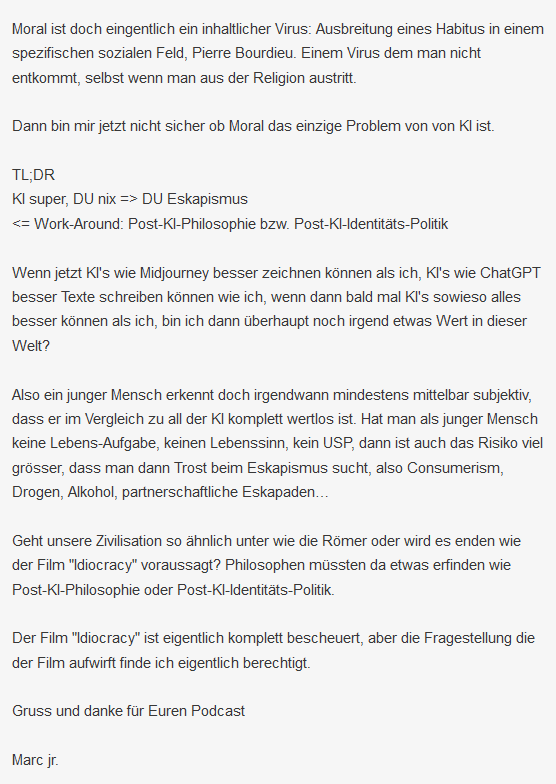 Moral ist doch eingentlich ein inhaltlicher Virus: Ausbreitung eines Habitus in einem
spezifischen sozialen Feld, Pierre Bourdieu. Einem Virus dem man nicht
entkommt, selbst wenn man aus der Religion austritt.
Dann bin mir jetzt nicht sicher ob Moral das einzige Problem von von KI ist.
TL;DR
KI super, DU nix => DU Eskapismus
<= Work-Around: Post-KI-Philosophie bzw. Post-KI-Identitäts-Politik
Wenn jetzt KI's wie Midjourney besser zeichnen können als ich, KI's wie ChatGPT
besser Texte schreiben können wie ich, wenn dann bald mal KI's sowieso alles
besser können als ich, bin ich dann überhaupt noch irgend etwas Wert in dieser
Welt?
Also ein junger Mensch erkennt doch irgendwann mindestens mittelbar subjektiv,
dass er im Vergleich zu all der KI komplett wertlos ist. Hat man als junger Mensch
keine Lebens-Aufgabe, keinen Lebenssinn, kein USP, dann ist auch das Risiko viel
grösser, dass man dann Trost beim Eskapismus sucht, also Consumerism,
Drogen, Alkohol, partnerschaftliche Eskapaden…
Geht unsere Zivilisation so ähnlich unter wie die Römer oder wird es enden wie
der Film "Idiocracy" voraussagt? Philosophen müssten da etwas erfinden wie
Post-KI-Philosophie oder Post-KI-Identitäts-Politik.
Der Film "Idiocracy" ist eigentlich komplett bescheuert, aber die Fragestellung die
der Film aufwirft finde ich eigentlich berechtigt.
Gruss und danke für Euren Podcast
Marc jr.